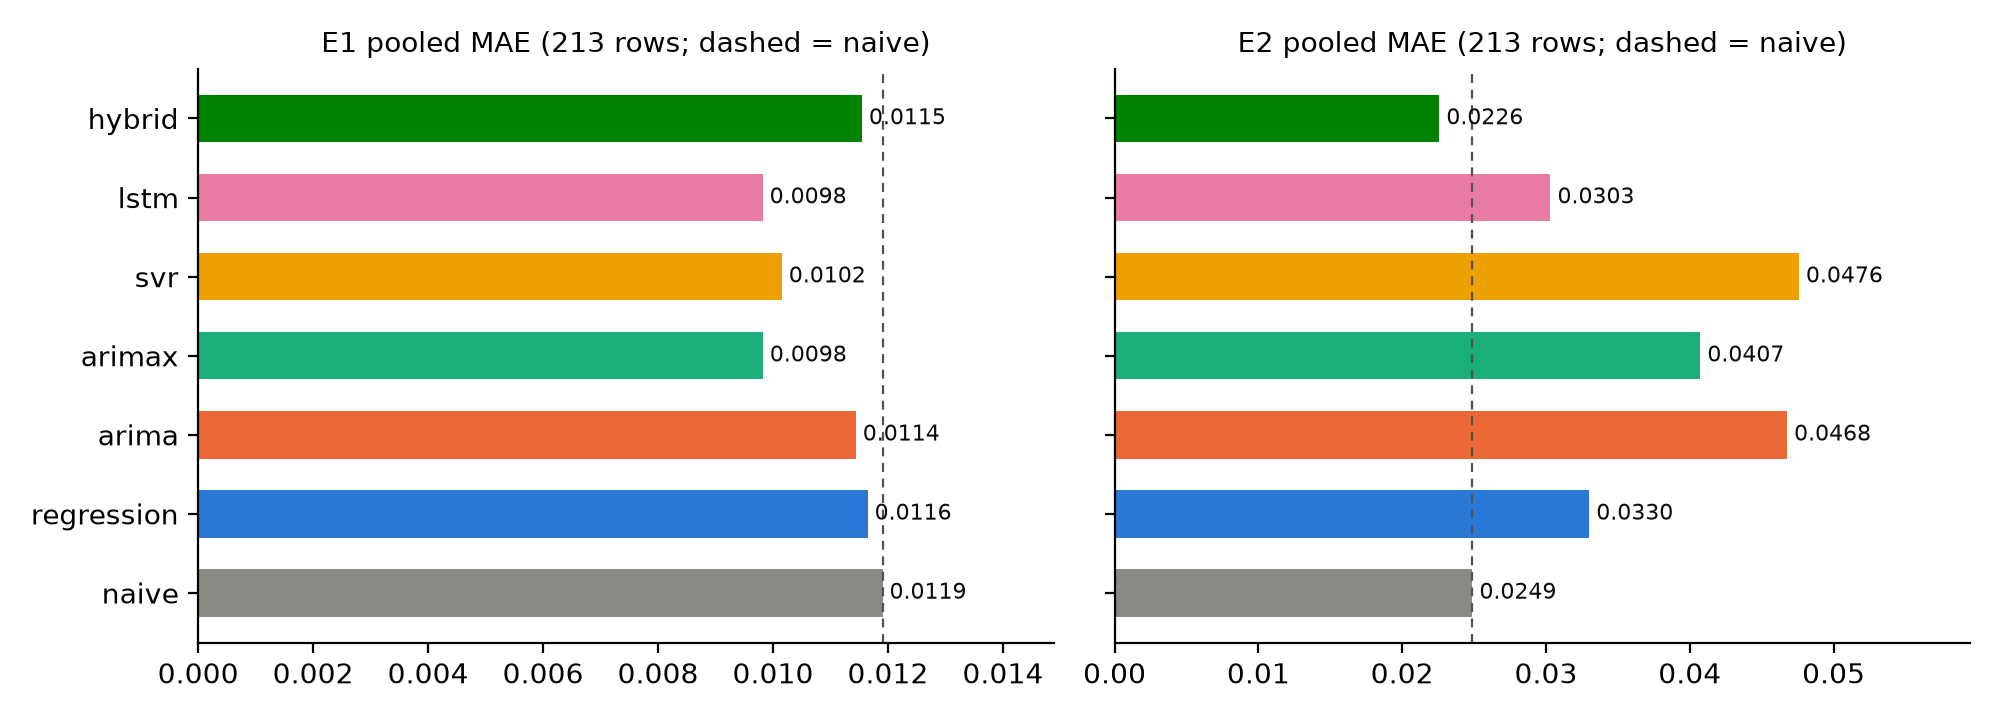 E1 pooled MAE (213 rows; dashed = naive)
hybrid
0.0115
lstm
0.0098
svr
0.0102
arimax
0.0098
arima
0.0114
regression
0.0116
naive
0.0119
0.000 0.002 0.004 0.006 0.008 0.010 0.012 0.014
E2 pooled MAE (213 rows; dashed = naive)
0.0226
0.0303
0.0476
0.0407
0.0468
0.0330
0.0249
0.00 0.01 0.02 0.03 0.04 0.05